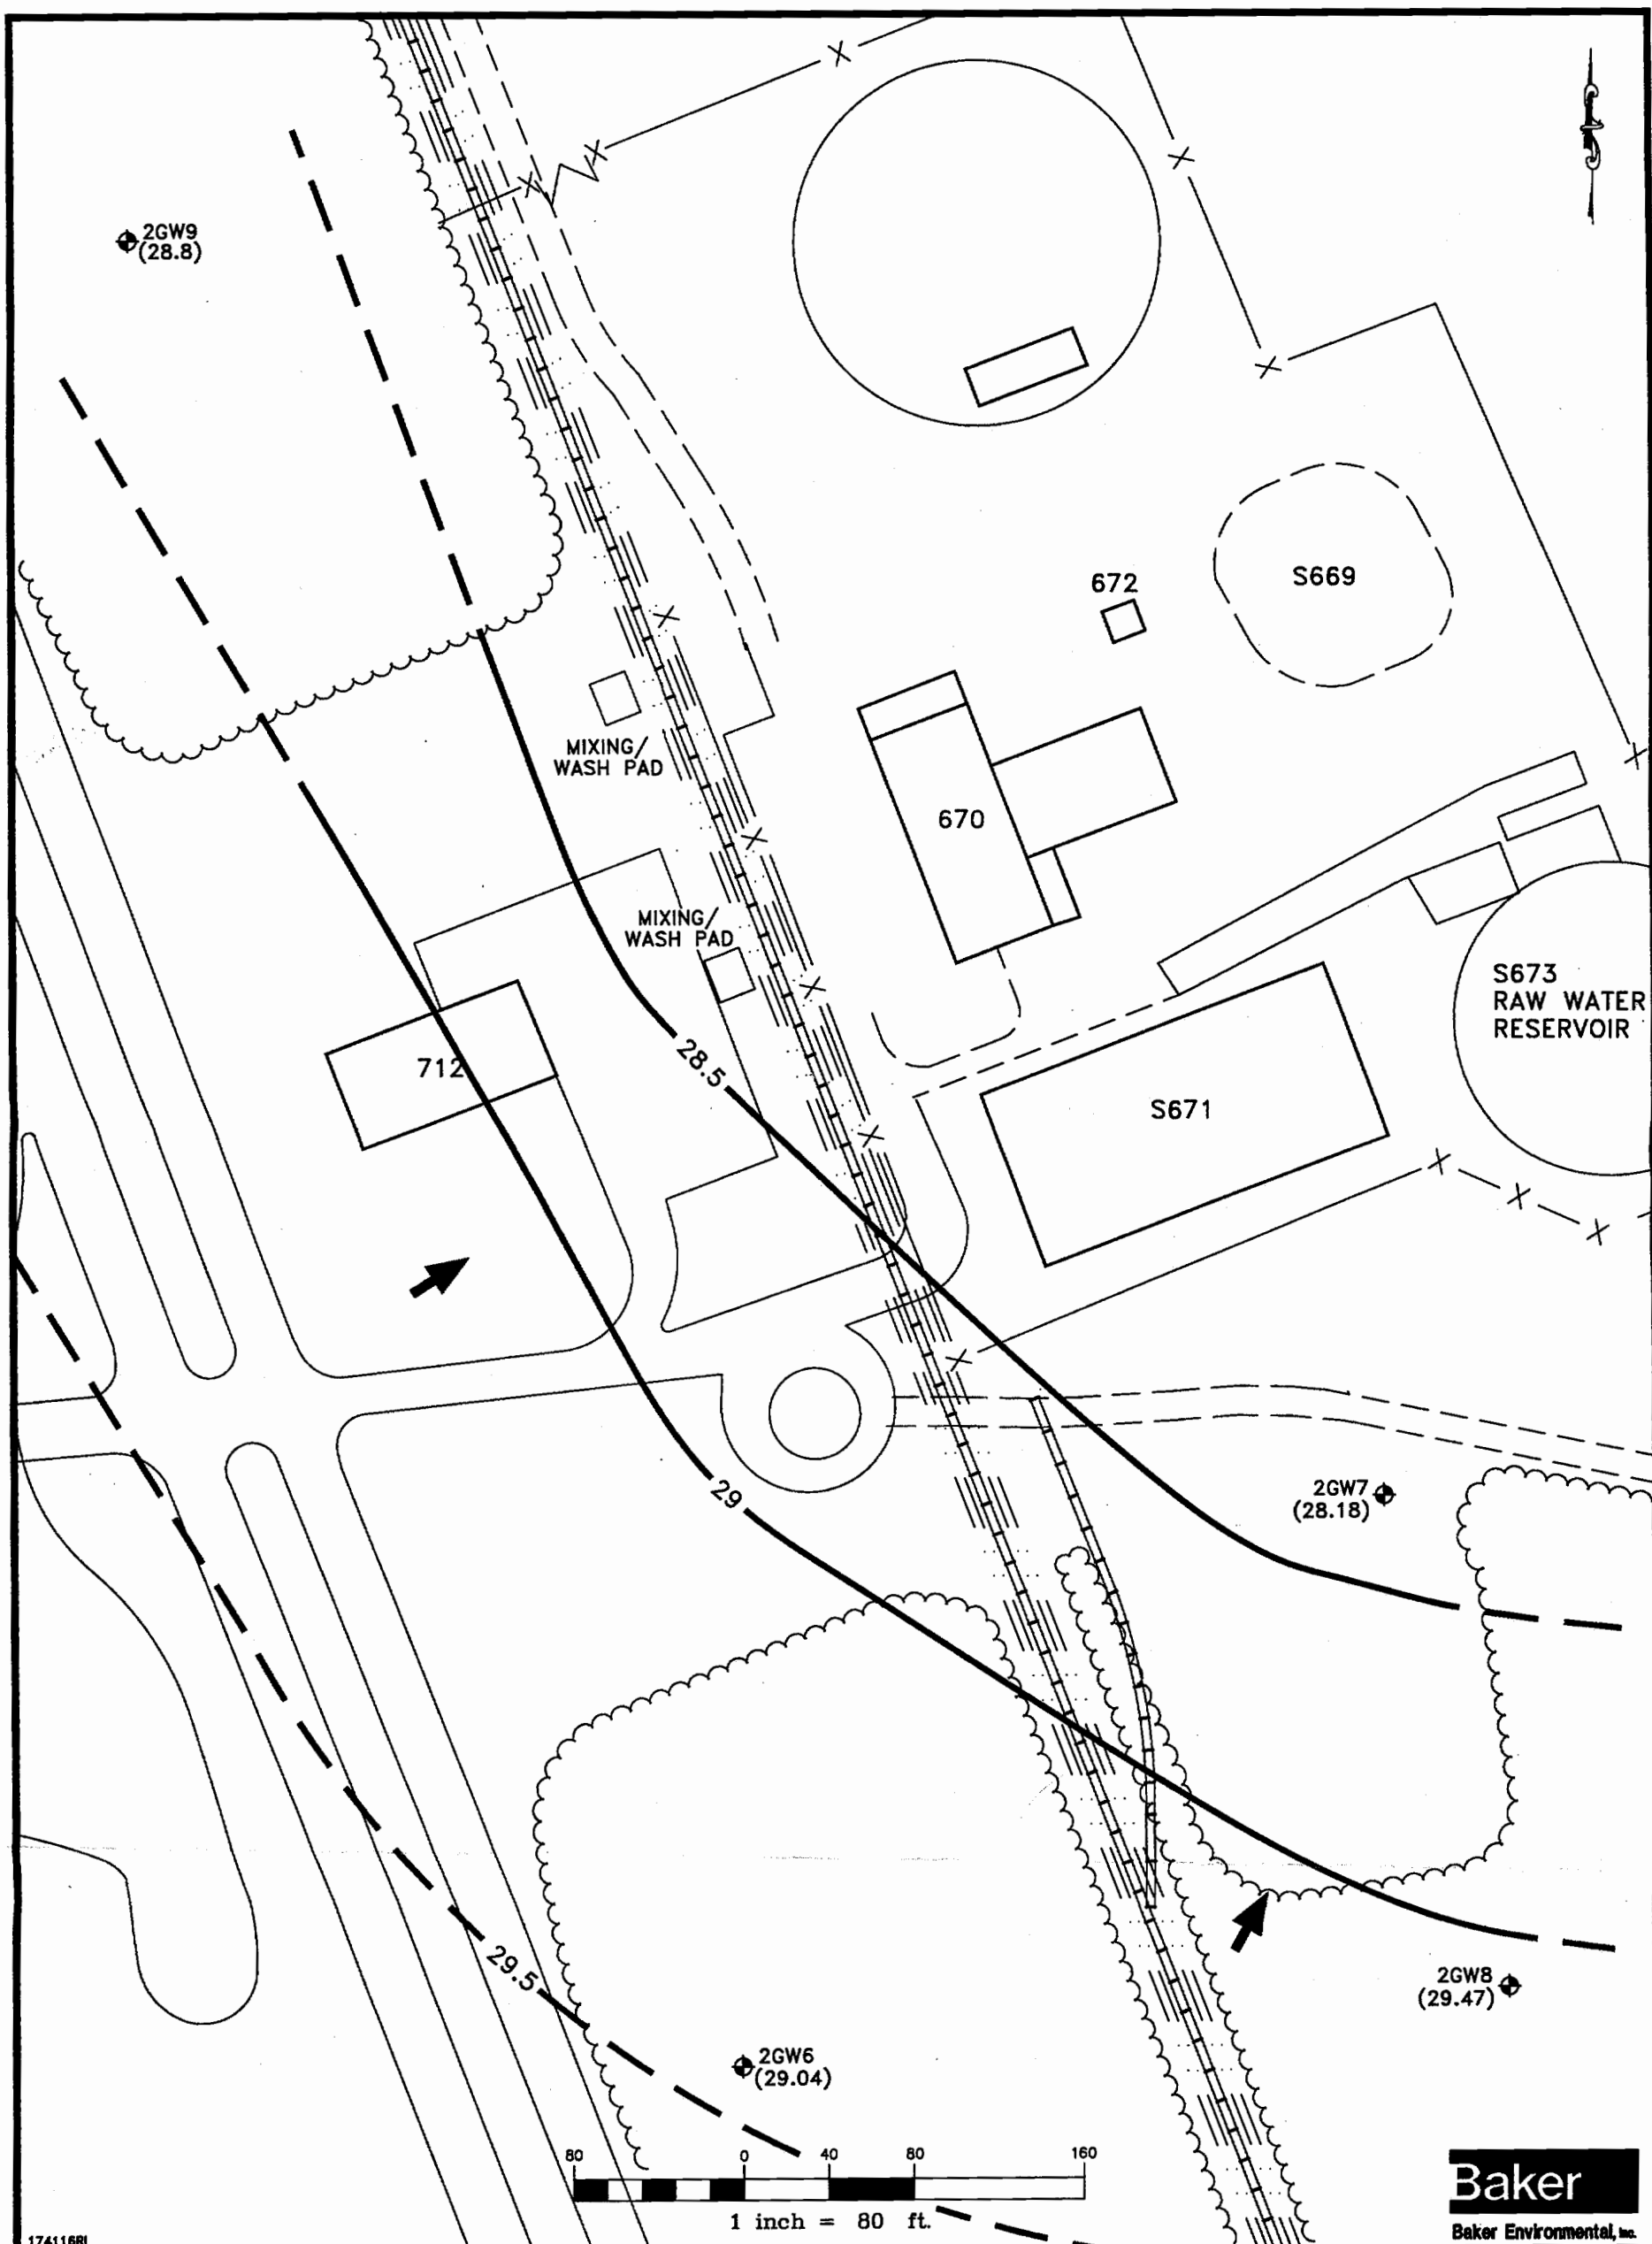 2GW9
(28.8)
672
S669
MIXING/
WASH PAD
670
MIXING/
WASH PAD
S673
RAW WATER
RESERVOIR
28.5
712
S671
29
2GW7
(28.18)
29.5
2GW8
(29.47)
2GW6
(29.04)
80 0 40 80 160
1 inch = 80 ft.
Baker
Baker Environmental, Inc.
174116RI